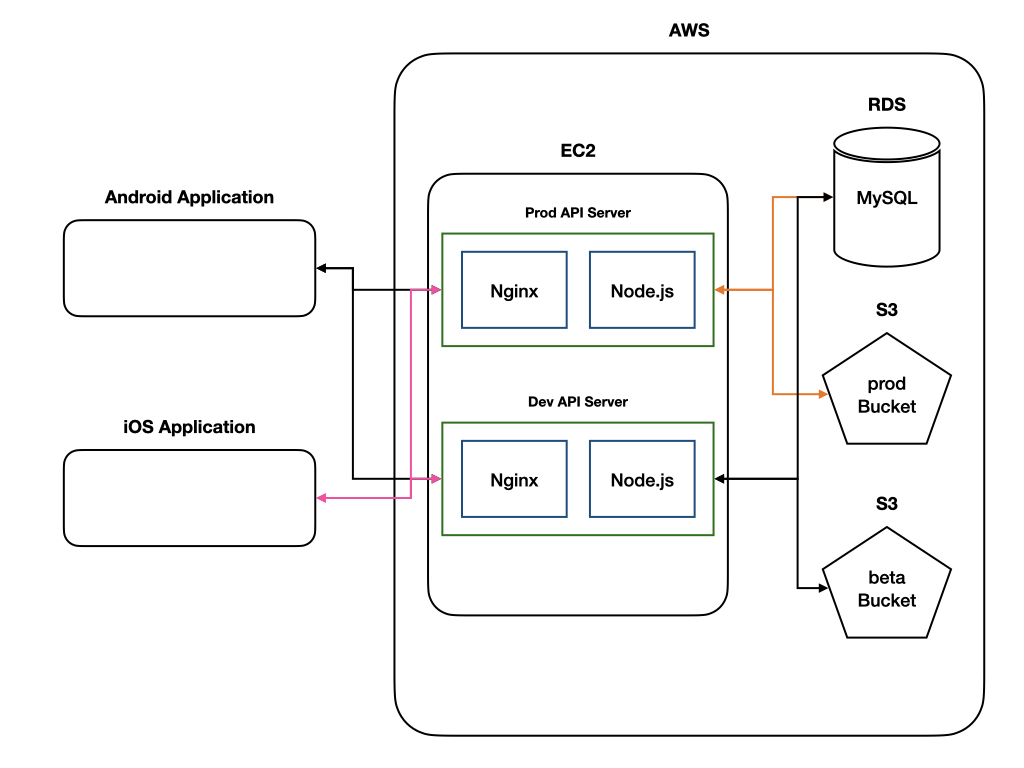 AWS
RDS
MySQL
EC2
Android Application
Prod API Server
Nginx
Node.js
S3
prod
Bucket
Dev API Server
iOS Application
Nginx
Node.js
S3
beta
Bucket